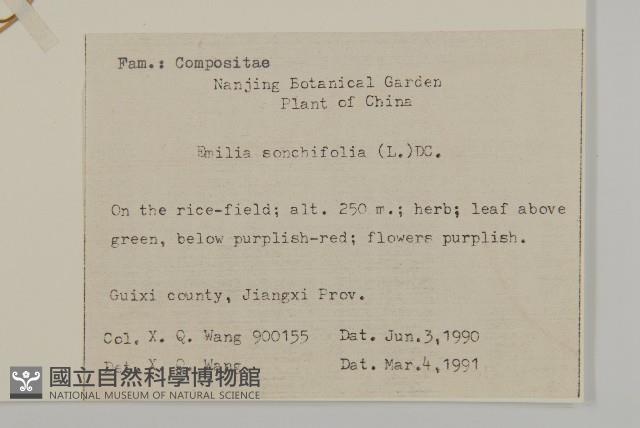 Fam.: Compositae
Nanjing Botanical Garden
Plant of China
Emilia sonchifolia (L.)DC.
On the rice-field; alt. 250 m.; herb; leaf above
green, below purplish-red; flowers purplish.
Guixi county, Jiangxi Prov.
Col. X. Q. Wang 900155 Dat. Jun.3,1990
Det. X. Q. Wang Dat. Mar.4,1991
國立自然科學博物館
NATIONAL MUSEUM OF NATURAL SCIENCE